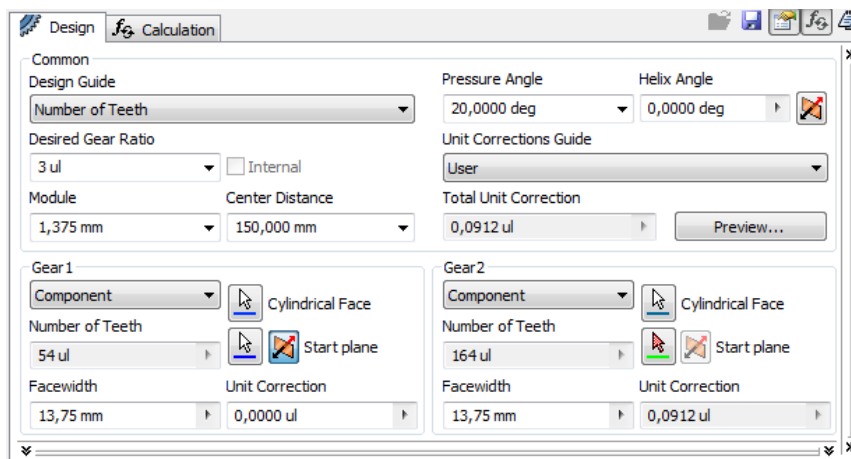 Design fG Calculation
fG
Common
Design Guide Pressure Angle Helix Angle
Number of Teeth 20,0000 deg 0,0000 deg
Desired Gear Ratio Unit Corrections Guide
3 ul Internal User
Module Center Distance Total Unit Correction
1,375 mm 150,000 mm 0,0912 ul Preview...
Gear1 Gear2
Component Cylindrical Face Component Cylindrical Face
Number of Teeth Start plane Number of Teeth Start plane
54 ul 164 ul
Facewidth Unit Correction Facewidth Unit Correction
13,75 mm 0,0000 ul 13,75 mm 0,0912 ul